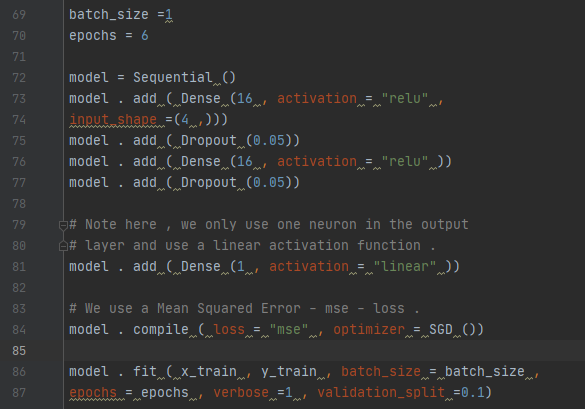 69 batch_size =1
70 epochs = 6
71
72 model = Sequential ()
73 model . add ( Dense (16 , activation = "relu" ,
74 input_shape =(4 ,)))
75 model . add ( Dropout (0.05))
76 model . add ( Dense (16 , activation = "relu" ))
77 model . add ( Dropout (0.05))
78
79 # Note here , we only use one neuron in the output
80 # layer and use a linear activation function .
81 model . add ( Dense (1 , activation = "linear" ))
82
83 # We use a Mean Squared Error - mse - loss .
84 model . compile ( loss = "mse" , optimizer = SGD ())
85
86 model . fit ( x_train , y_train , batch_size = batch_size ,
87 epochs = epochs , verbose =1 , validation_split =0.1)